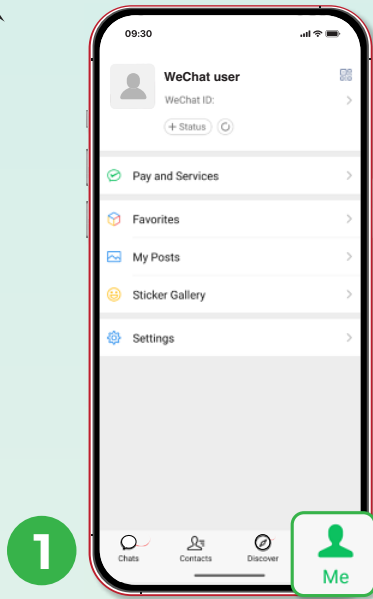 09:30
WeChat user
WeChat ID:
+ Status
Pay and Services
Favorites
My Posts
Sticker Gallery
Settings
1
Chats Contacts Discover
Me